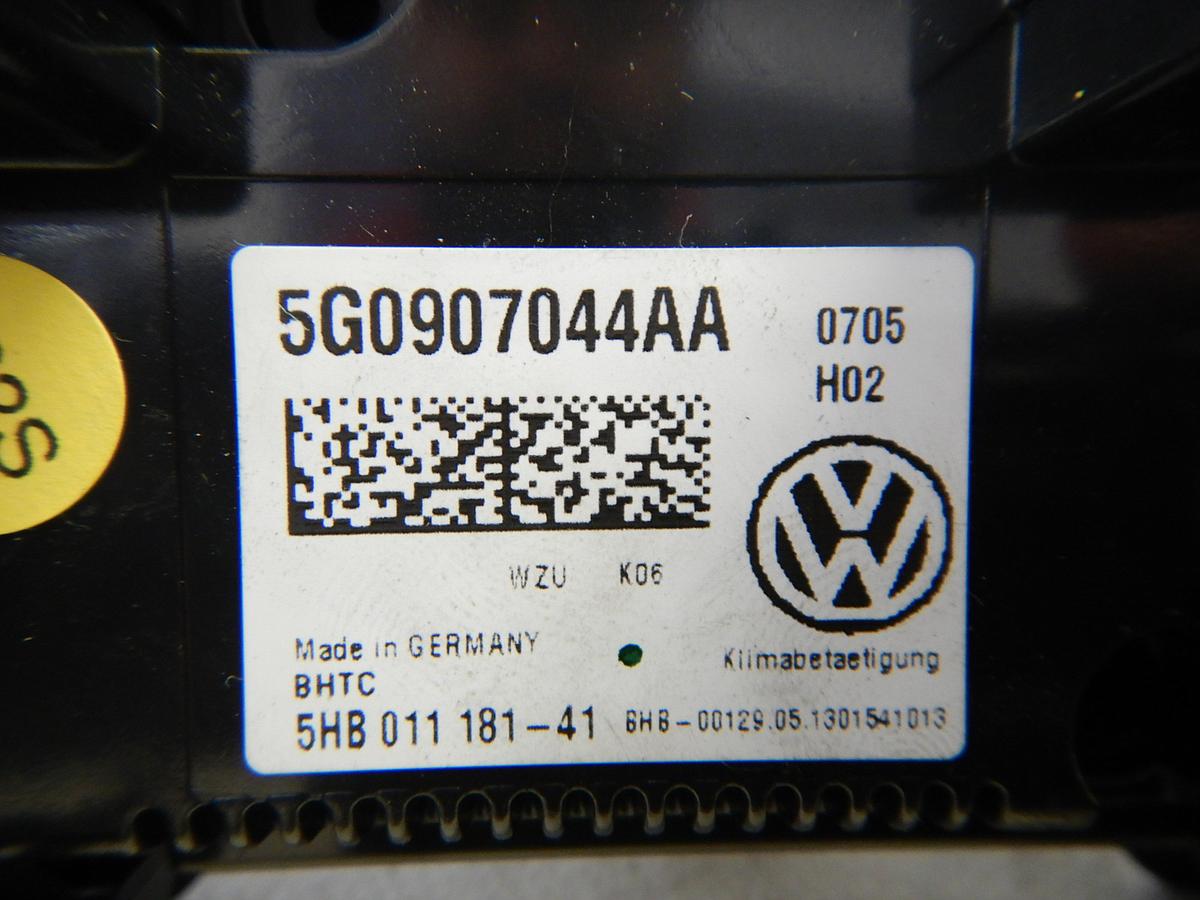 5G0907044AA
0705
H02
WZU K06
Made in GERMANY
BHTC
Klimabetaetigung
5HB 011 181-41
BHB-00129.05.1301541013